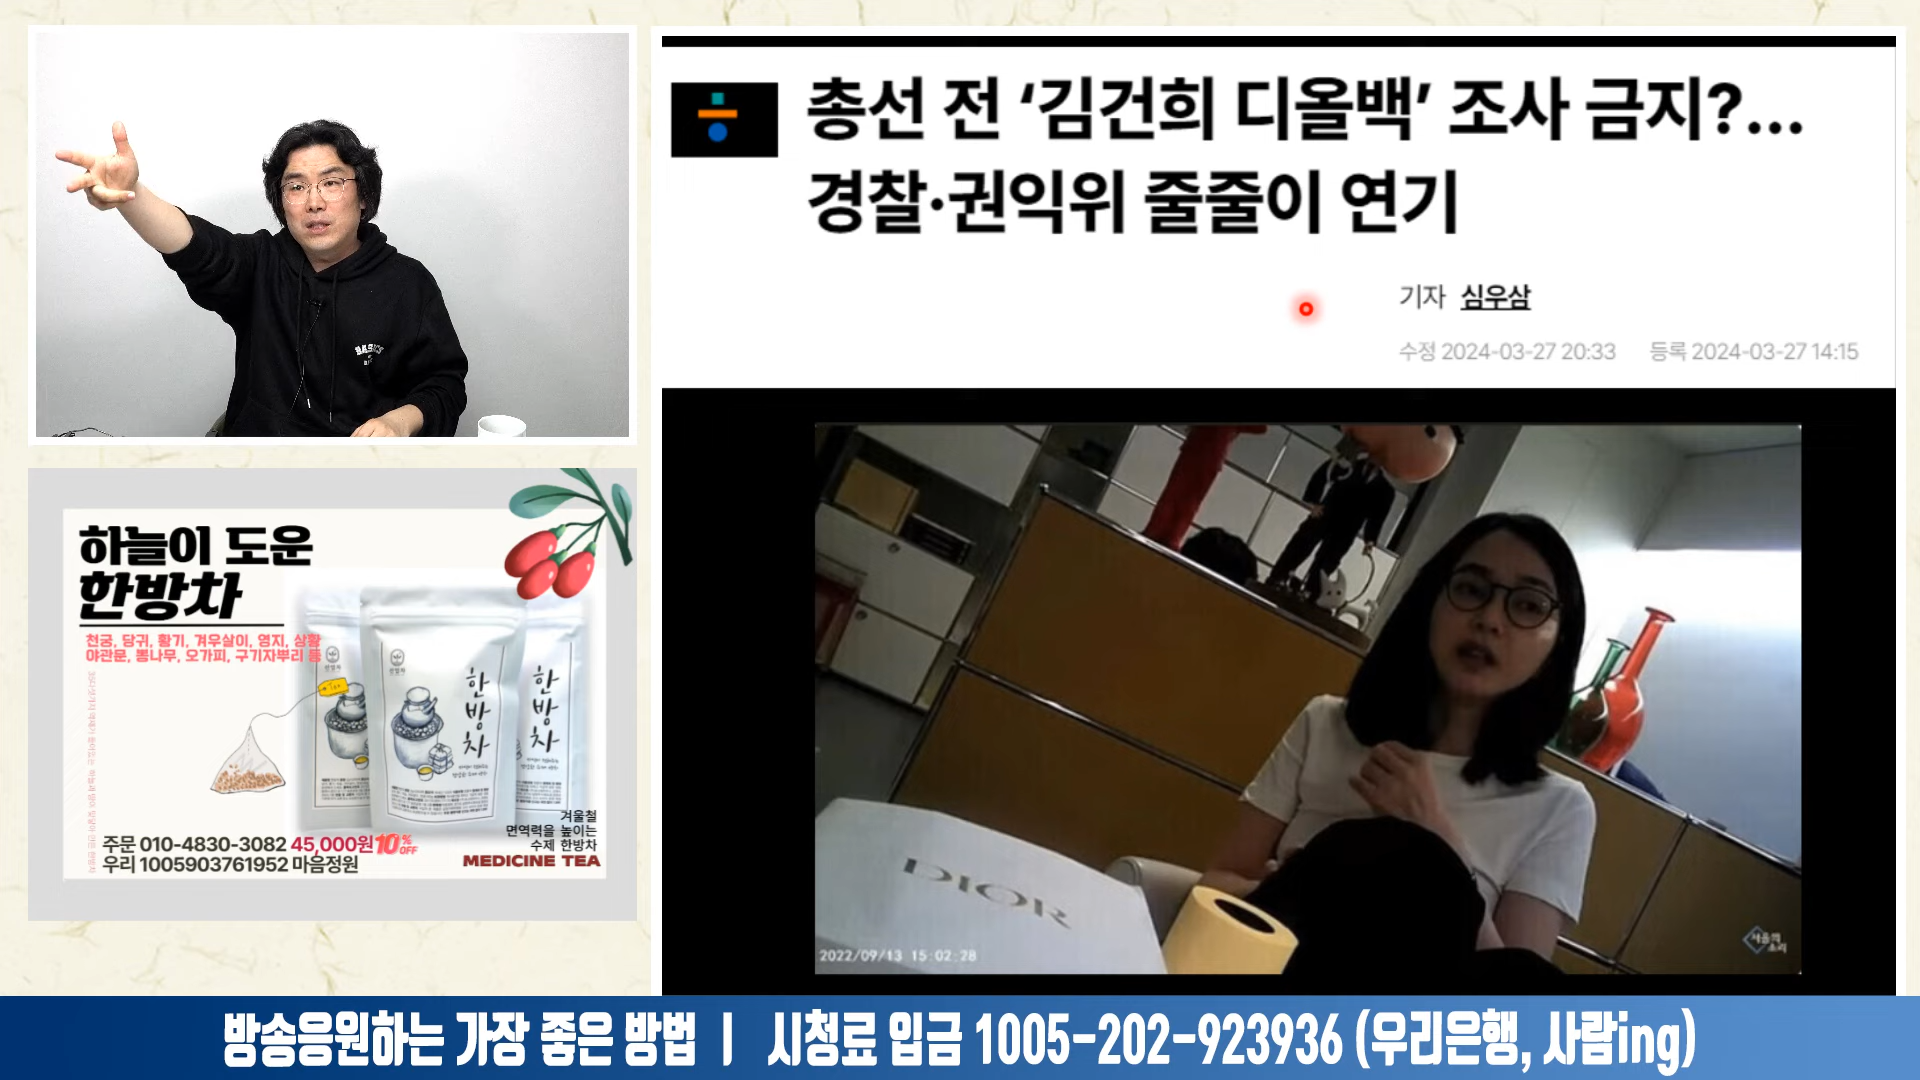 총선 전 ‘김건희 디올백’ 조사 금지?...
경찰·권익위 줄줄이 연기
기자 심우삼
수정 2024-03-27 20:33 등록 2024-03-27 14:15
DIOR
2022/09/13 15:02:28
서울의
소리
하늘이 도운
한방차
천궁, 당귀, 황기, 겨우살이, 영지, 상황
야관문, 뽕나무, 오가피, 구기자뿌리 등
한방차
한방차
겨울철
면역력을 높이는
수제 한방차
MEDICINE TEA
주문 010-4830-3082 45,000원 10% OFF
우리 1005903761952 마음정원
방송응원하는 가장 좋은 방법 | 시청료 입금 1005-202-923936 (우리은행, 사람ing)